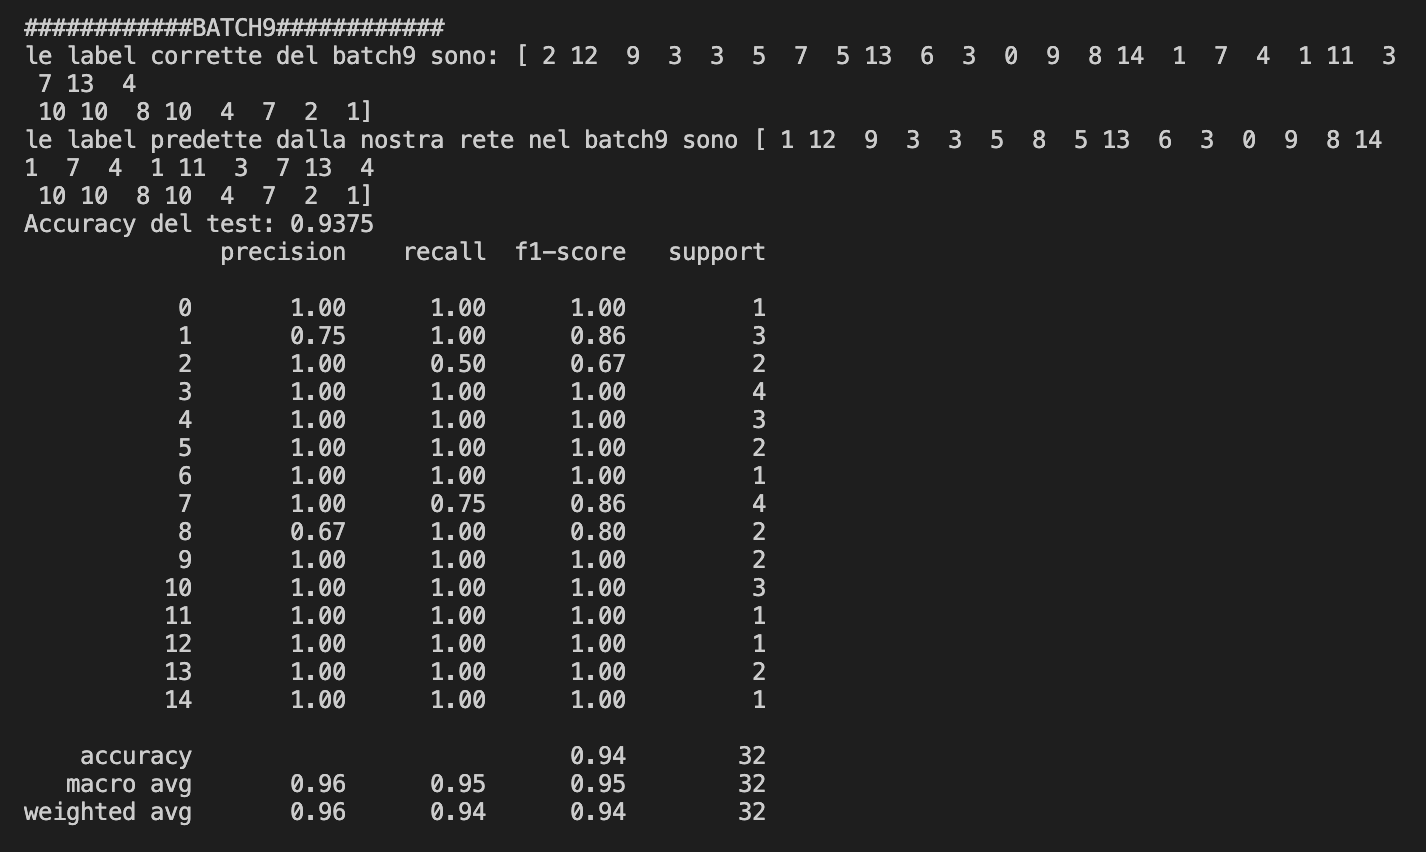 ############BATCH9############
le label corrette del batch9 sono: [ 2 12  9  3  3  5  7  5 13  6  3  0  9  8 14  1  7  4  1 11  3
 7 13  4
 10 10  8 10  4  7  2  1]
le label predette dalla nostra rete nel batch9 sono [ 1 12  9  3  3  5  8  5 13  6  3  0  9  8 14
1  7  4  1 11  3  7 13  4
 10 10  8 10  4  7  2  1]
Accuracy del test: 0.9375
              precision    recall  f1-score   support
           0       1.00      1.00      1.00         1
           1       0.75      1.00      0.86         3
           2       1.00      0.50      0.67         2
           3       1.00      1.00      1.00         4
           4       1.00      1.00      1.00         3
           5       1.00      1.00      1.00         2
           6       1.00      1.00      1.00         1
           7       1.00      0.75      0.86         4
           8       0.67      1.00      0.80         2
           9       1.00      1.00      1.00         2
          10       1.00      1.00      1.00         3
          11       1.00      1.00      1.00         1
          12       1.00      1.00      1.00         1
          13       1.00      1.00      1.00         2
          14       1.00      1.00      1.00         1
    accuracy                           0.94        32
   macro avg       0.96      0.95      0.95        32
weighted avg       0.96      0.94      0.94        32